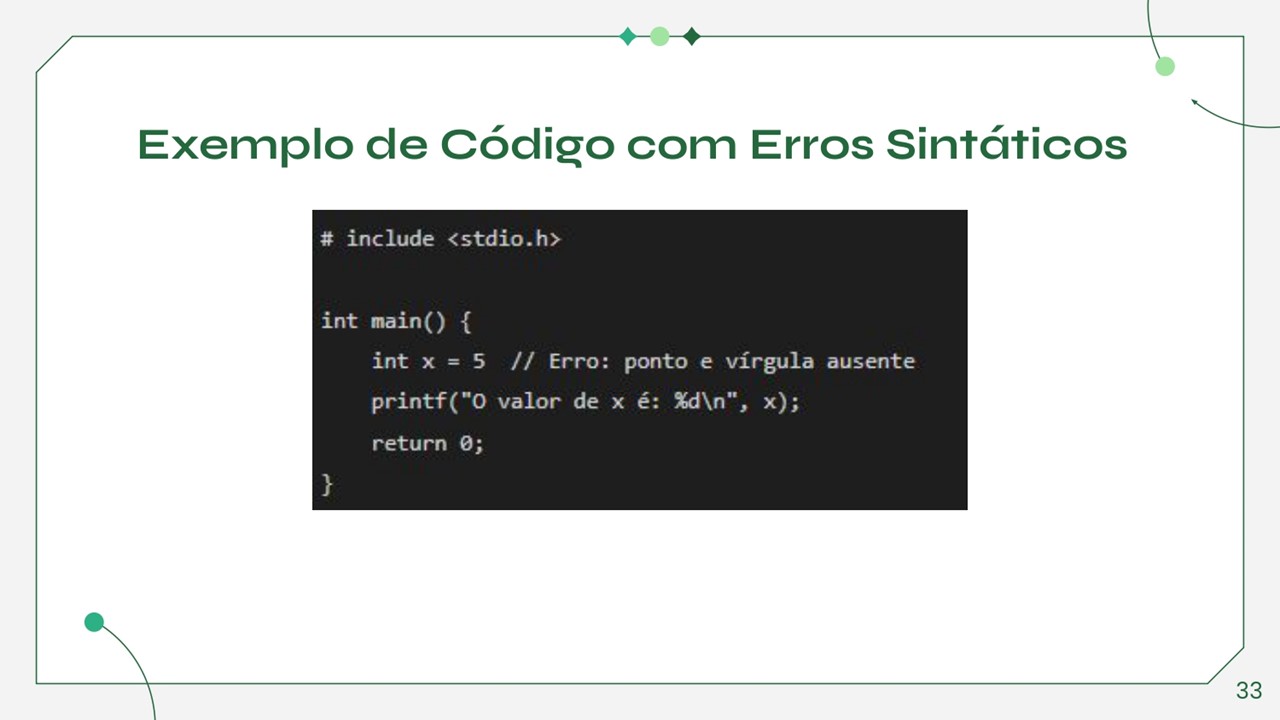 Exemplo de Código com Erros Sintáticos
# include <stdio.h>
int main() {
    int x = 5  // Erro: ponto e vírgula ausente
    printf("O valor de x é: %d\n", x);
    return 0;
}
33